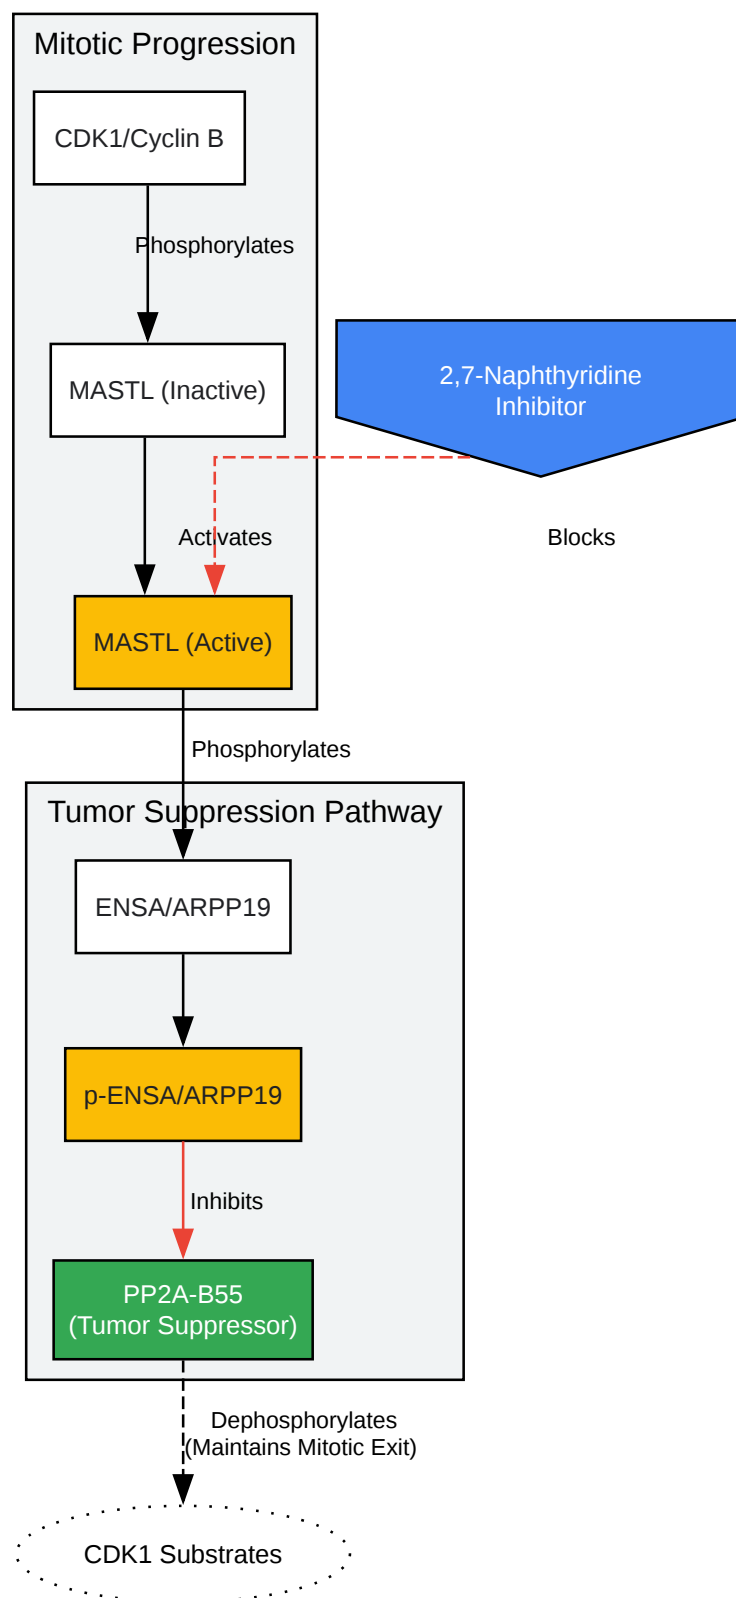 Mitotic Progression
CDK1/Cyclin B
Phosphorylates
MASTL (Inactive)
2,7-Naphthyridine
Inhibitor
Activates
Blocks
MASTL (Active)
Phosphorylates
Tumor Suppression Pathway
ENSA/ARPP19
p-ENSA/ARPP19
Inhibits
PP2A-B55
(Tumor Suppressor)
Dephosphorylates
(Maintains Mitotic Exit)
CDK1 Substrates